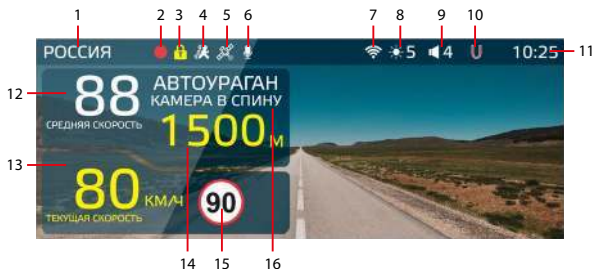 1 2 3 4 5 6 7 8 9 10
РОССИЯ 5 4 10:25 11
12 88 АВТОУРАГАН
КАМЕРА В СПИНУ
СРЕДНЯЯ СКОРОСТЬ 1500 м
13 80 КМ/Ч 90
ТЕКУЩАЯ СКОРОСТЬ
14 15 16